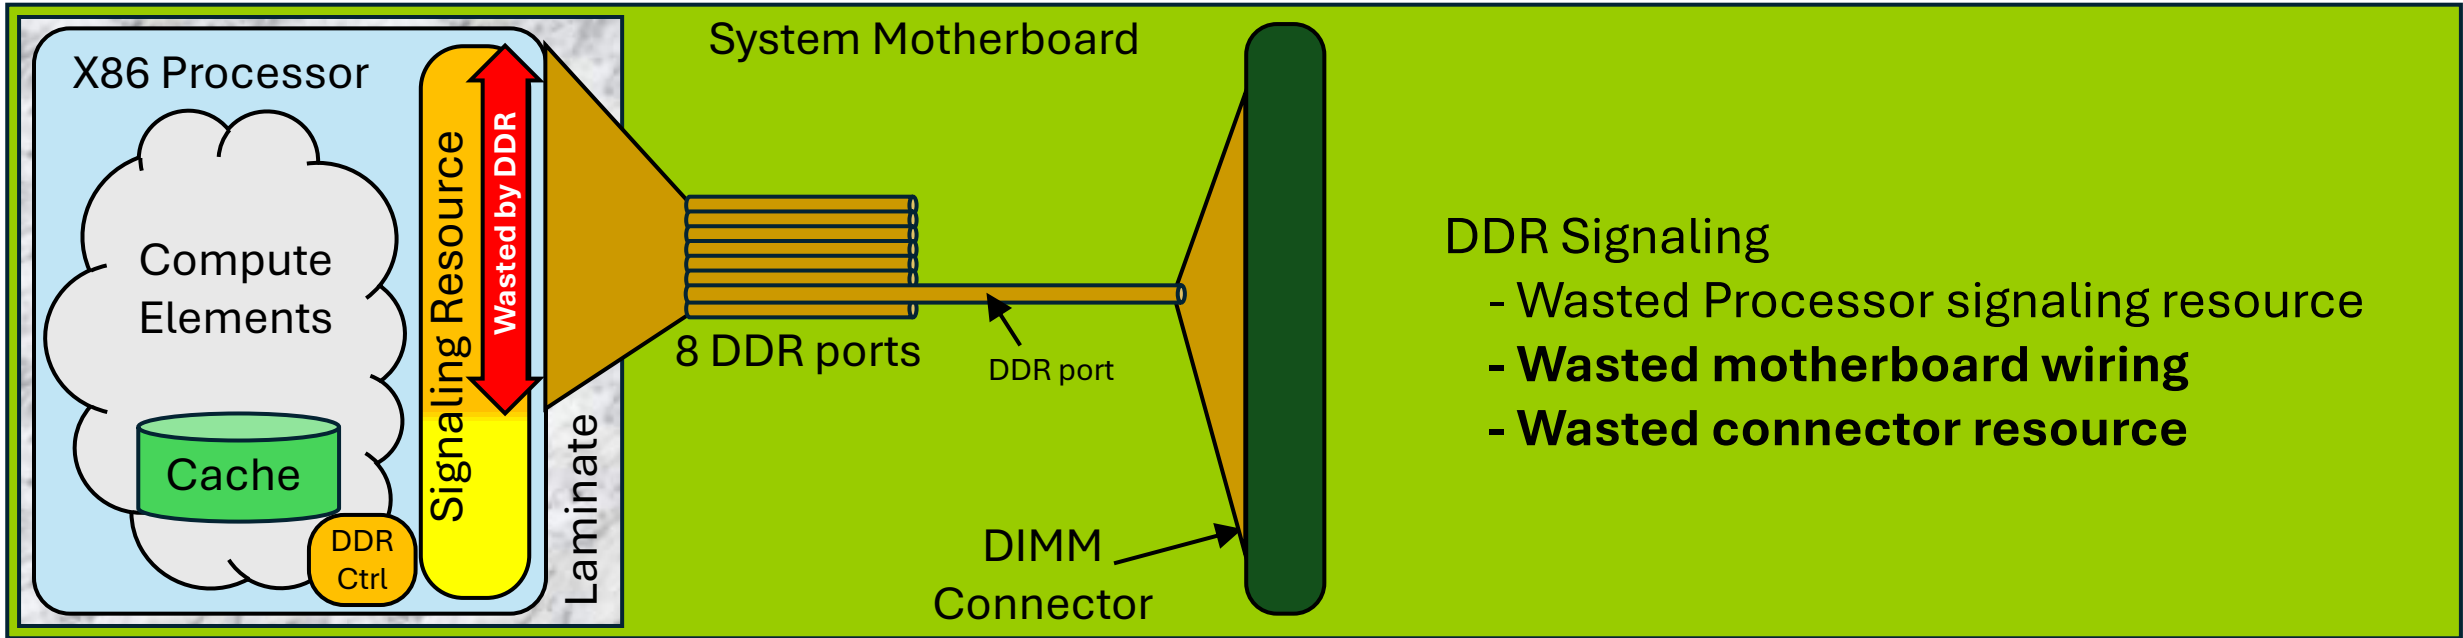 System Motherboard
X86 Processor
Signaling Resource
Wasted by DDR
Compute
Elements
Cache
DDR
Ctrl
Laminate
8 DDR ports
DDR port
DIMM
Connector
DDR Signaling
- Wasted Processor signaling resource
- Wasted motherboard wiring
- Wasted connector resource